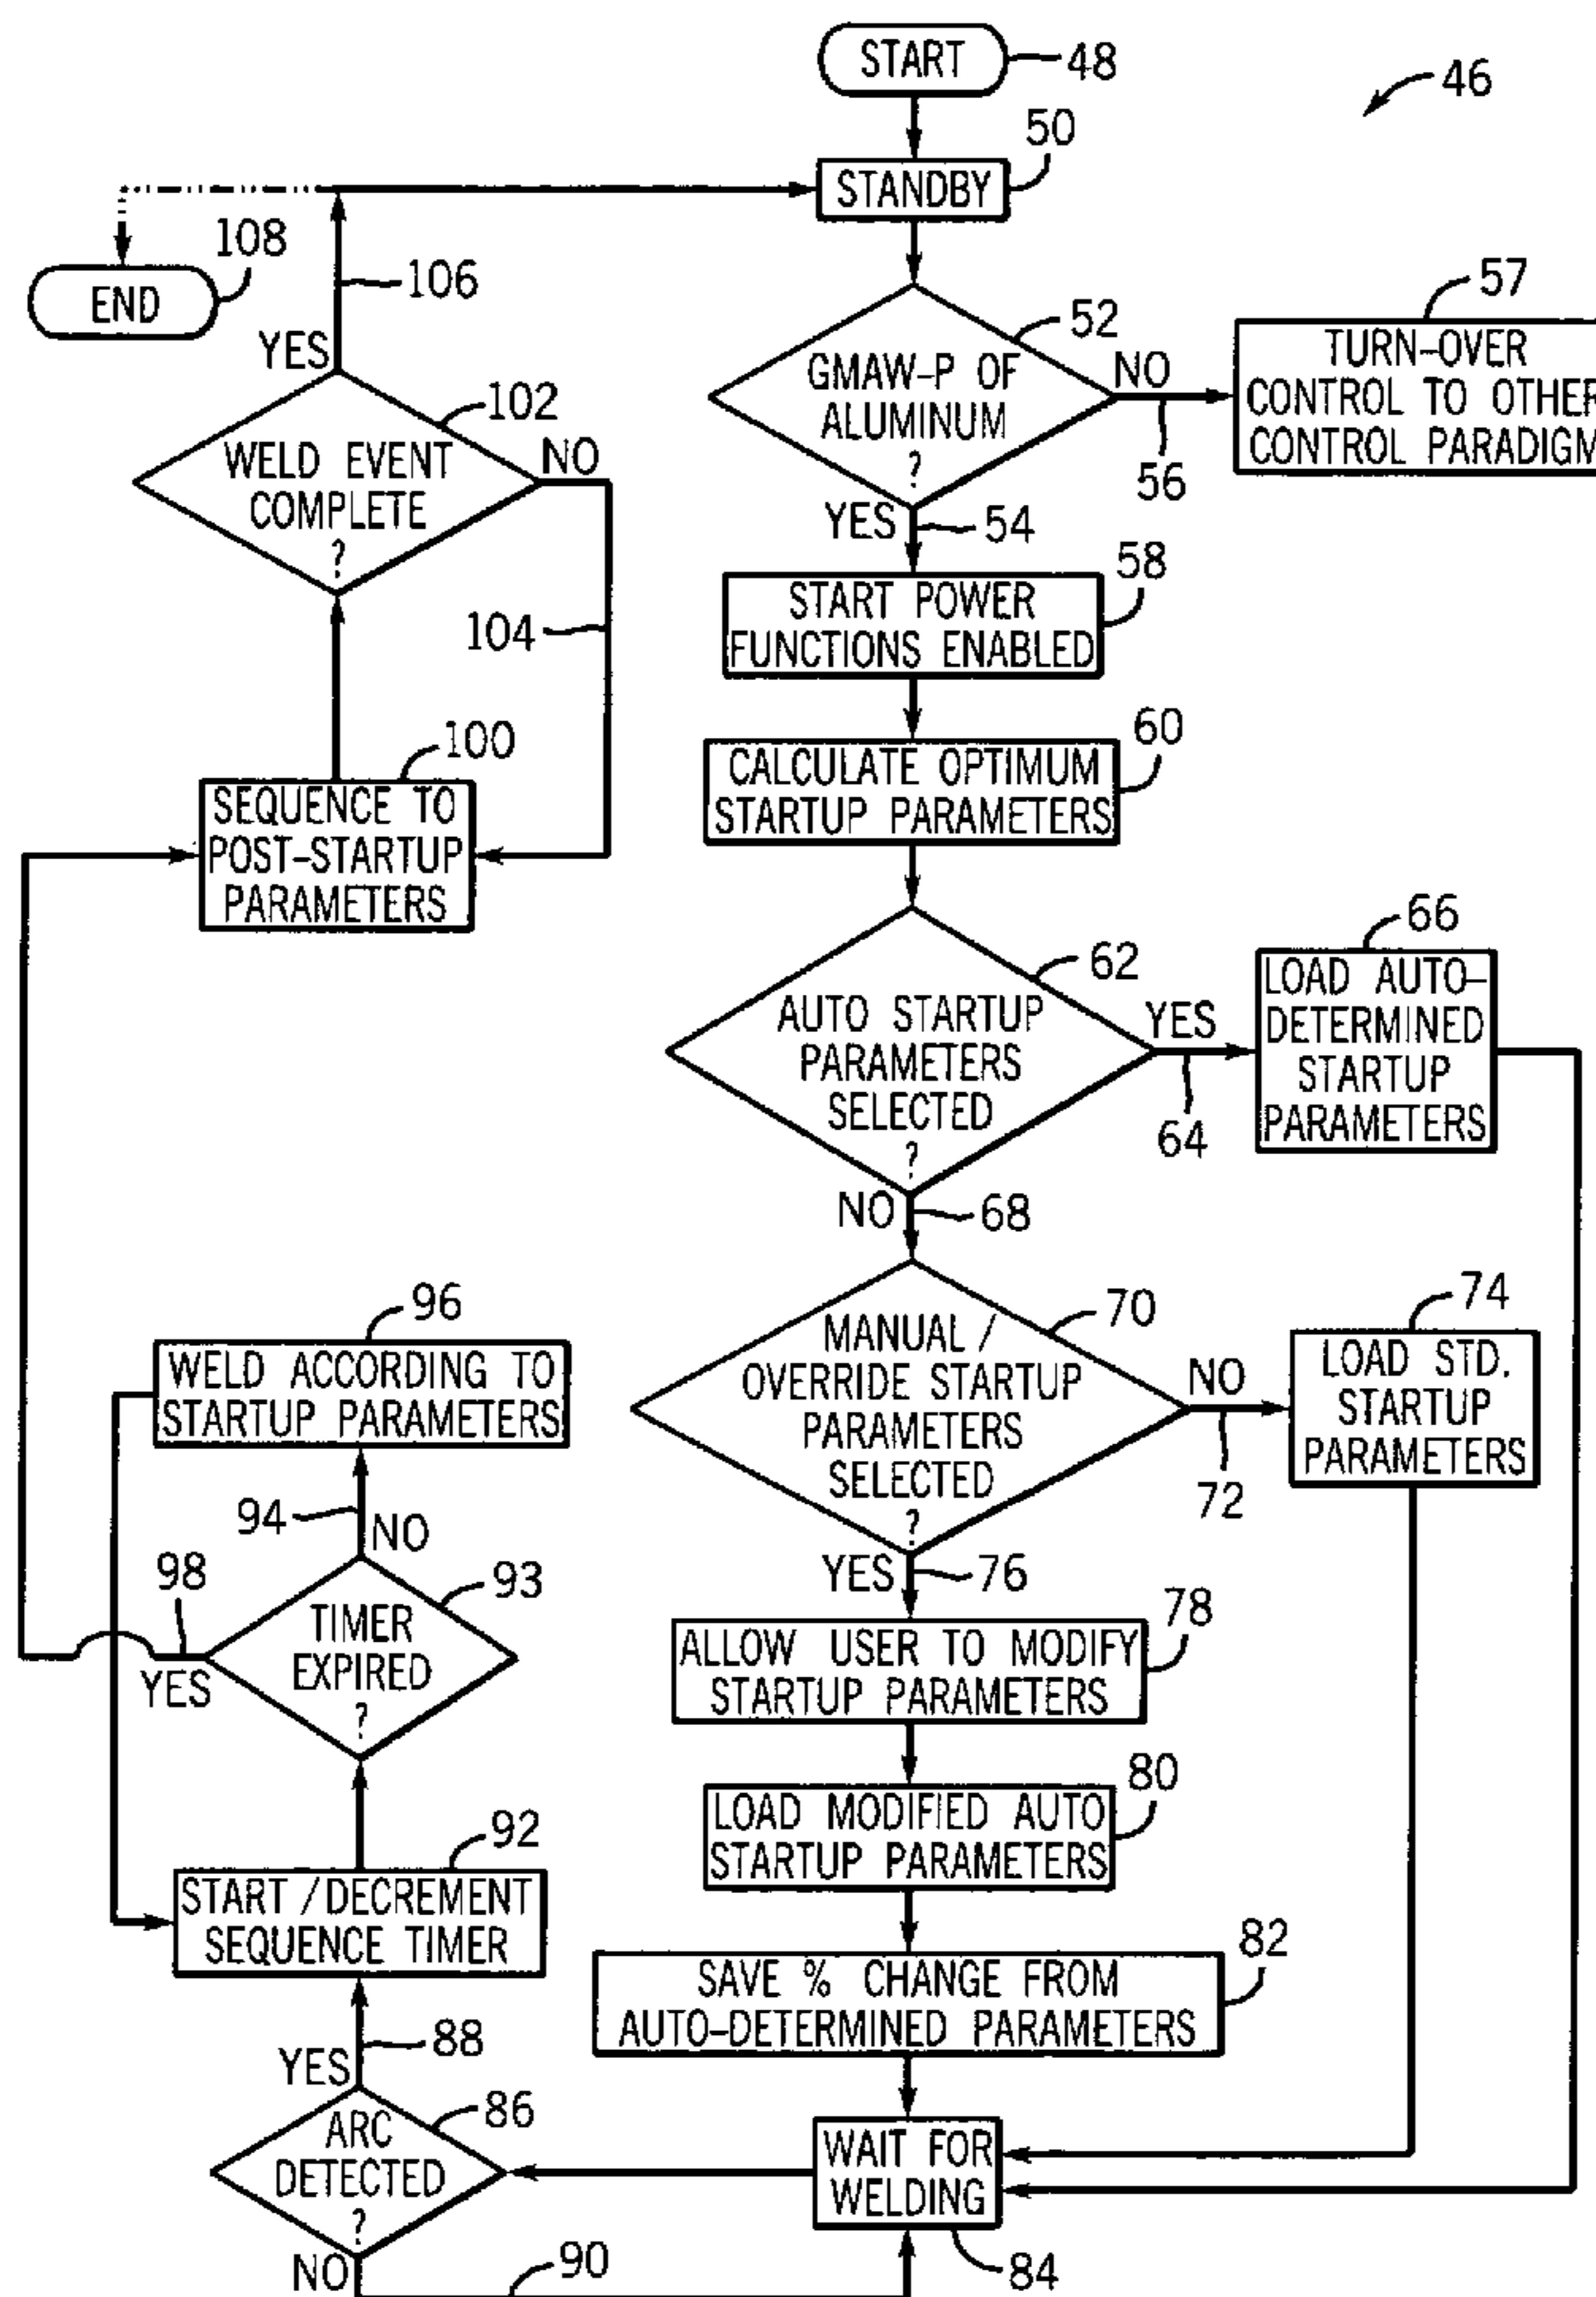 START
48
46
50
STANDBY
108
END
106
YES
52
GMAW-P OF
ALUMINUM
?
NO
56
57
TURN-OVER
CONTROL TO OTHER
CONTROL PARADIGM
102
WELD EVENT
COMPLETE
?
NO
104
YES
54
58
START POWER
FUNCTIONS ENABLED
60
CALCULATE OPTIMUM
STARTUP PARAMETERS
100
SEQUENCE TO
POST-STARTUP
PARAMETERS
62
AUTO STARTUP
PARAMETERS
SELECTED
?
YES
64
66
LOAD AUTO-
DETERMINED
STARTUP
PARAMETERS
NO
68
70
MANUAL /
OVERRIDE STARTUP
PARAMETERS
SELECTED
?
NO
72
74
LOAD STD.
STARTUP
PARAMETERS
96
WELD ACCORDING TO
STARTUP PARAMETERS
94
NO
98
YES
93
TIMER
EXPIRED
?
YES
76
78
ALLOW USER TO MODIFY
STARTUP PARAMETERS
80
LOAD MODIFIED AUTO
STARTUP PARAMETERS
92
START / DECREMENT
SEQUENCE TIMER
82
SAVE % CHANGE FROM
AUTO-DETERMINED PARAMETERS
88
YES
86
ARC
DETECTED
?
NO
90
WAIT FOR
WELDING
84